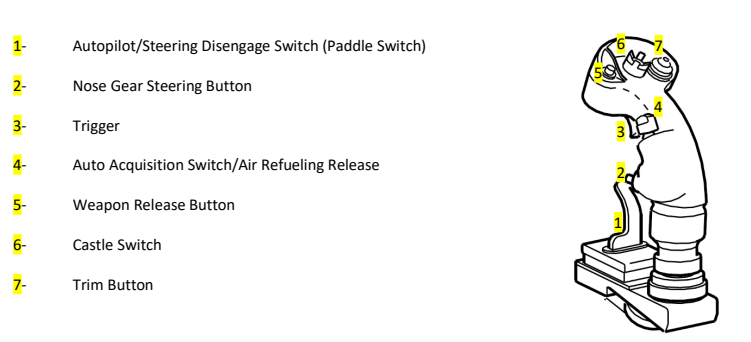 1- Autopilot/Steering Disengage Switch (Paddle Switch)
2- Nose Gear Steering Button
3- Trigger
4- Auto Acquisition Switch/Air Refueling Release
5- Weapon Release Button
6- Castle Switch
7- Trim Button
6 7
5
4
3
2
1